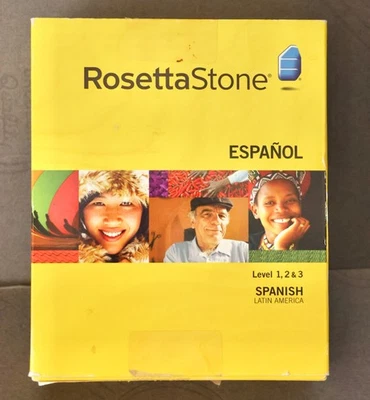 RosettaStone®
ESPAÑOL
Level 1, 2 & 3
SPANISH
LATIN AMERICA